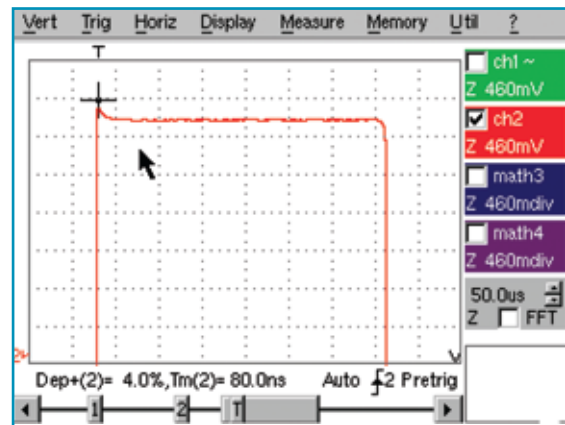 Vert Trig Horiz Display Measure Memory Util ?
T
ch1 ~
Z 460mV
ch2
Z 460mV
math3
Z 460mdiv
math4
Z 460mdiv
50.0us
Z FFT
Dep+(2)= 4.0%,Tm(2)= 80.0ns Auto 2 Pretrig
1 2 T